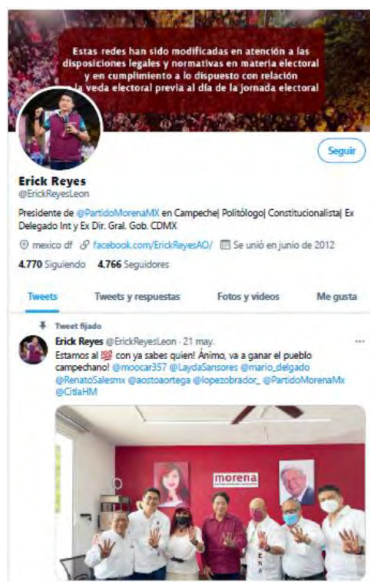 Estas redes han sido modificadas en atención a las
disposiciones legales y normativas en materia electoral
y en cumplimiento a lo dispuesto con relación
la veda electoral previa al día de la jornada electoral
Seguir
Erick Reyes
@ErickReyesLeon
Presidente de @PartidoMorenaMX en Campeche| Politólogo| Constitucionalista| Ex
Delegado Int y Ex Dir. Gral. Gob. CDMX
mexico df facebook.com/ErickReyesAO/ Se unió en junio de 2012
4.770 Siguiendo 4.766 Seguidores
Tweets Tweets y respuestas Fotos y videos Me gusta
Tweet fijado
Erick Reyes @ErickReyesLeon · 21 may.
Estamos al 💯 con ya sabes quien! Ánimo, va a ganar el pueblo
campechano! @moocar357 @LaydaSansores @mario_delgado
@RenatoSalesmx @aostoaortega @lopezobrador_ @PartidoMorenaMx
@CitlaHM
morena